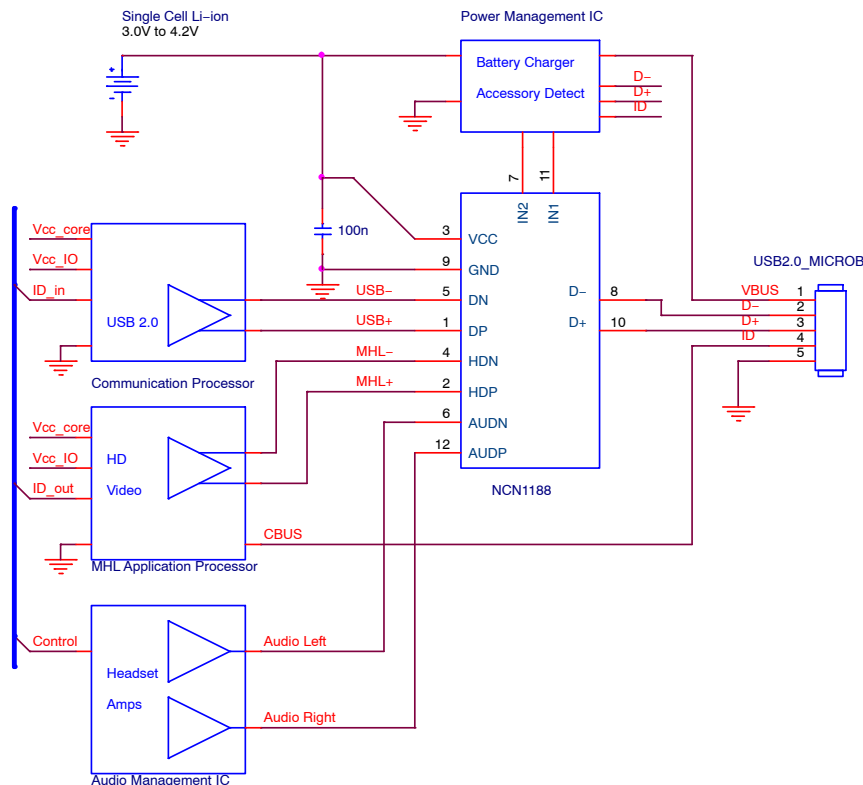 Single Cell Li-ion
3.0V to 4.2V
+
-
Power Management IC
Battery Charger
Accessory Detect
D-
D+
ID
7
11
IN2
IN1
100n
3
VCC
9
GND
USB-
5
DN
USB+
1
DP
MHL-
4
HDN
MHL+
2
HDP
6
AUDN
12
AUDP
D-
8
D+
10
NCN1188
USB2.0_MICROB
VBUS
1
D-
2
D+
3
ID
4
5
Vcc_core
Vcc_IO
ID_in
USB 2.0
Communication Processor
Vcc_core
Vcc_IO
ID_out
HD
Video
CBUS
MHL Application Processor
Control
Headset
Amps
Audio Left
Audio Right
Audio Management IC